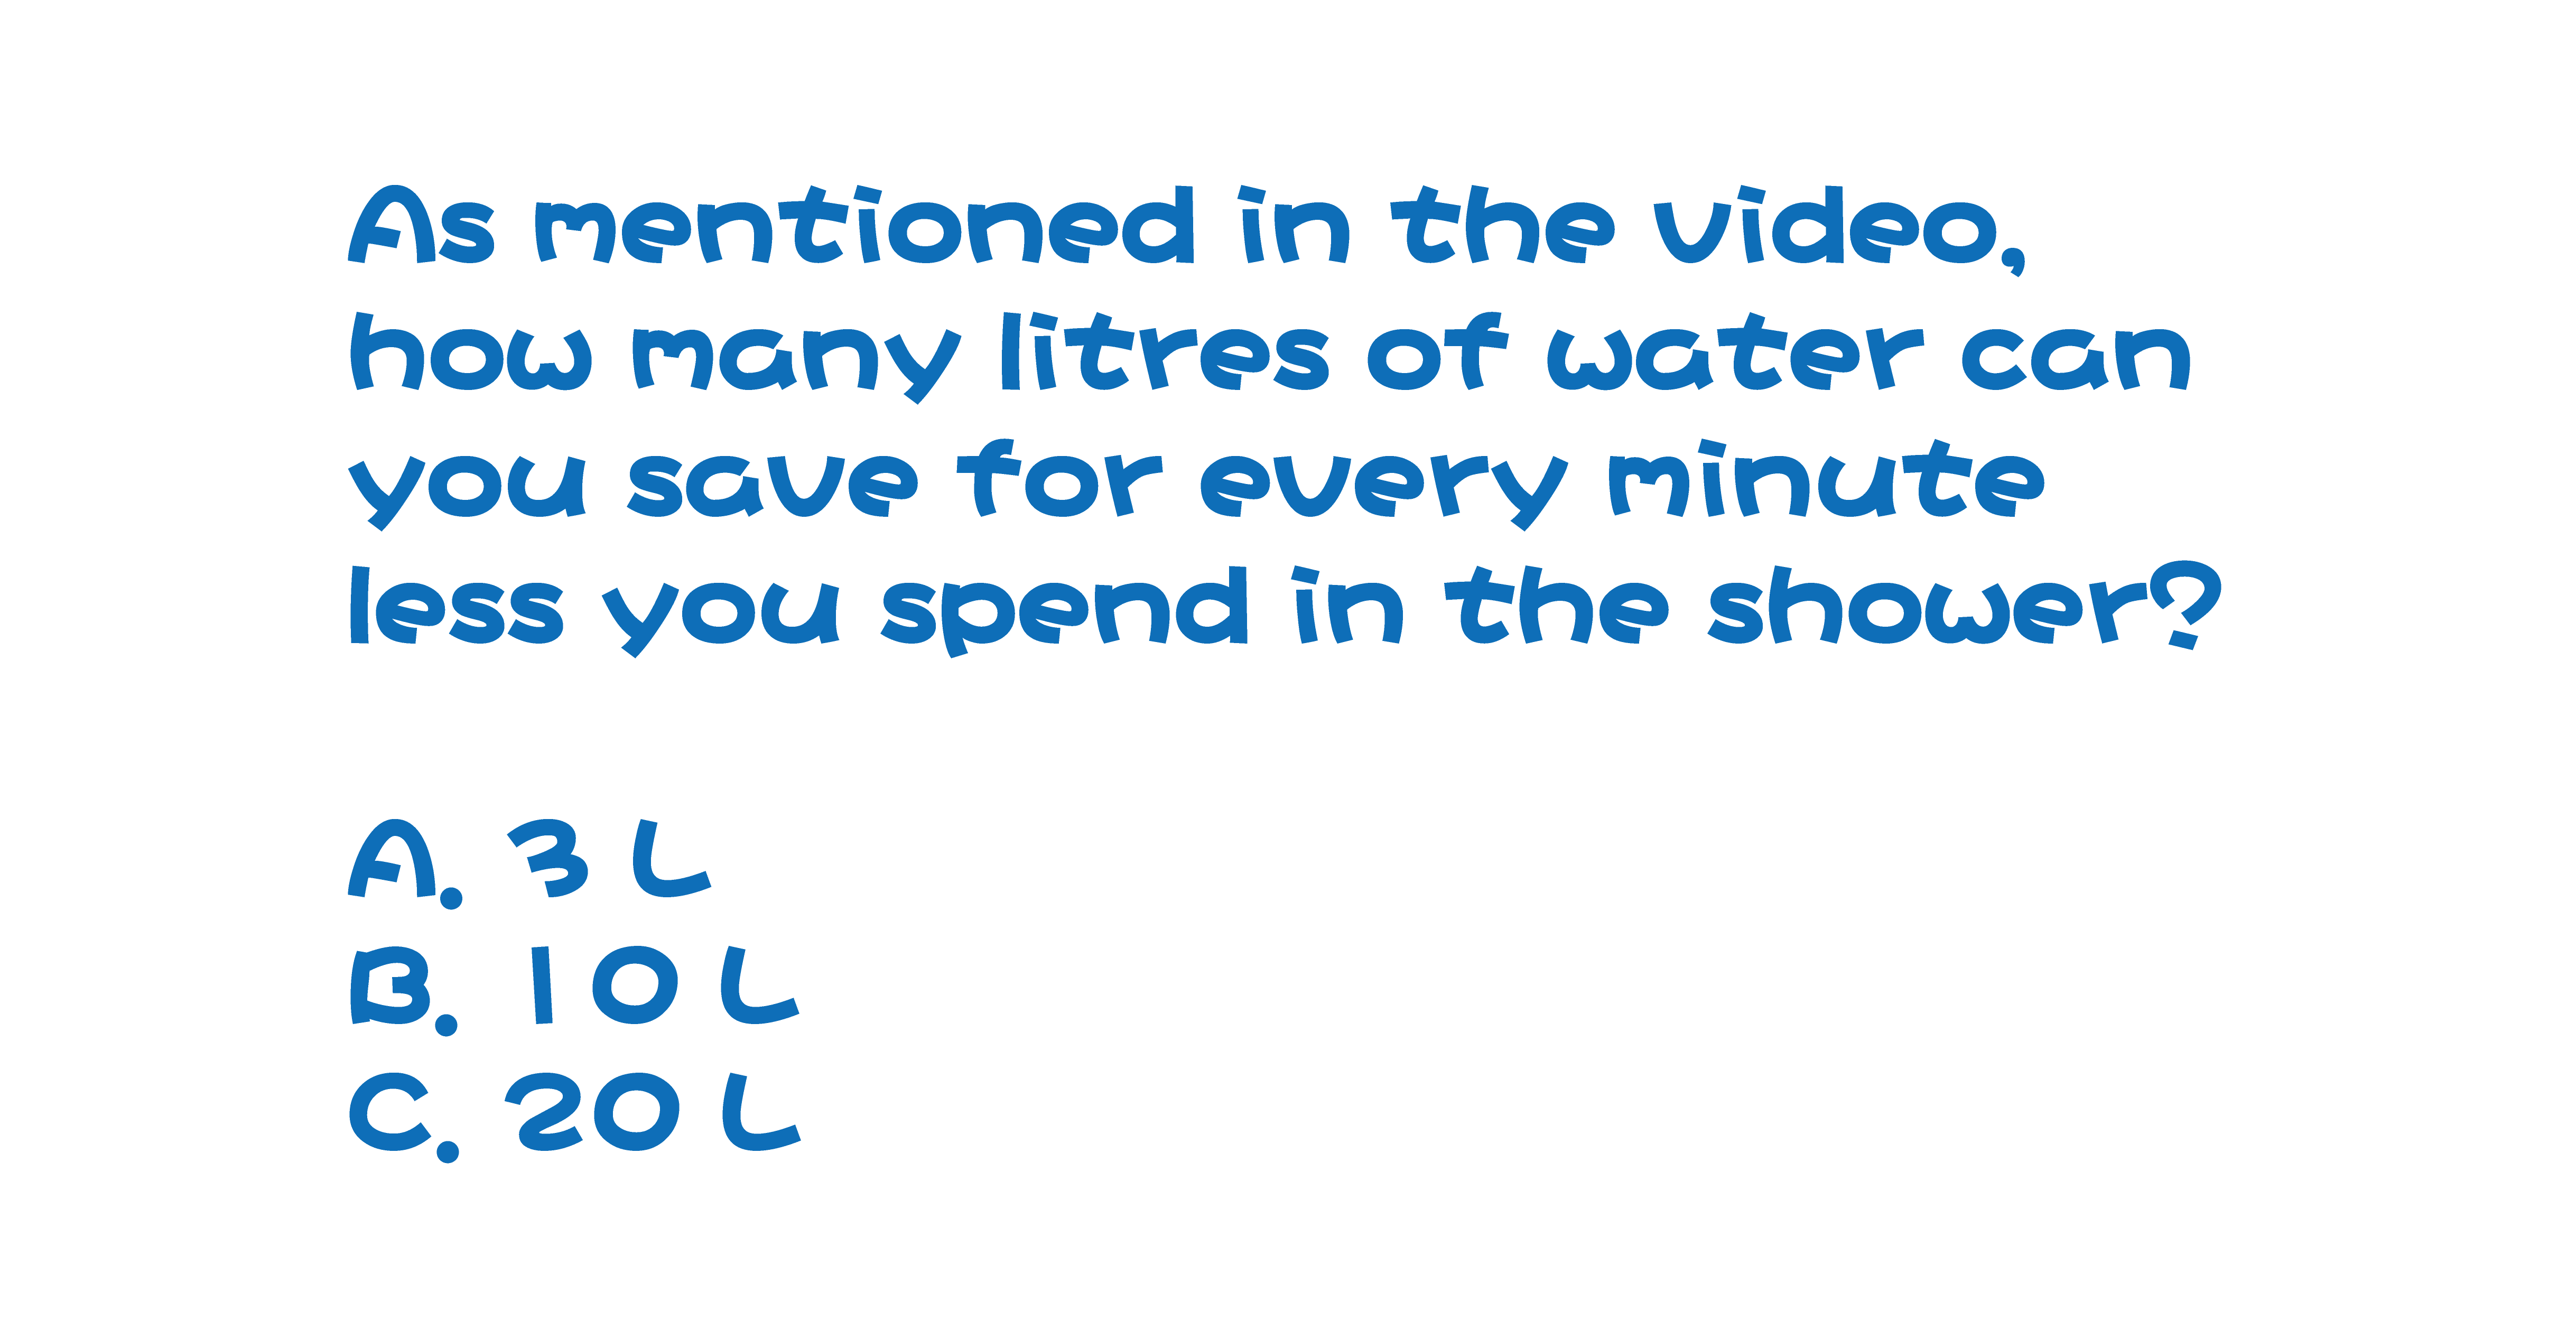 As mentioned in the video,
how many litres of water can
you save for every minute
less you spend in the shower?
A. 3 L
B. 10 L
C. 20 L